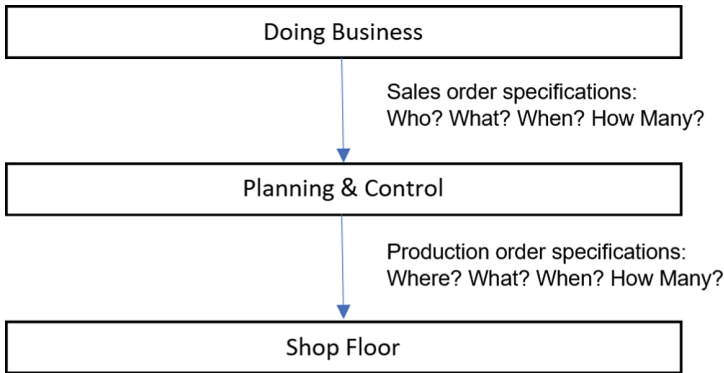 Doing Business
Sales order specifications:
Who? What? When? How Many?
Planning & Control
Production order specifications:
Where? What? When? How Many?
Shop Floor